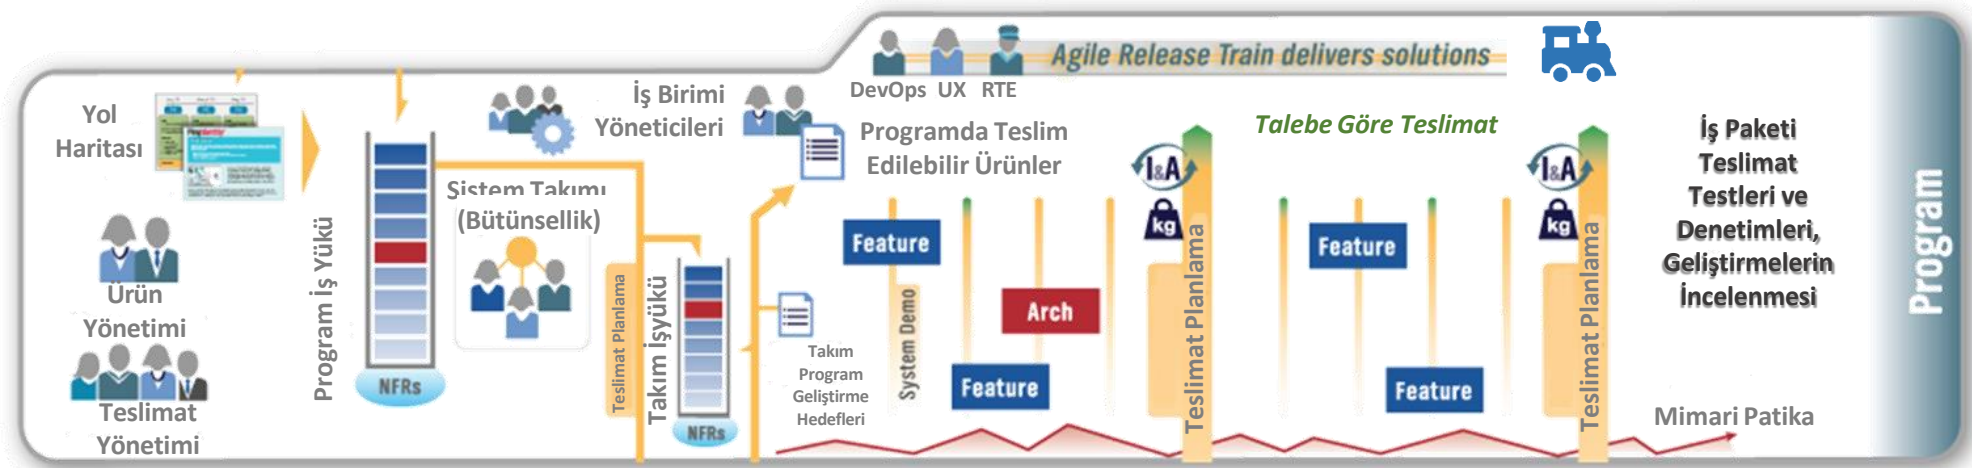 Agile Release Train delivers solutions
DevOps UX RTE
Yol
Haritası
İş Birimi
Yöneticileri
Programda Teslim
Edilebilir Ürünler
Talebe Göre Teslimat
İş Paketi
Teslimat
Testleri ve
Denetimleri,
Geliştirmelerin
İncelenmesi
Program
I&A
I&A
kg
kg
Sistem Takımı
(Bütünsellik)
Ürün
Yönetimi
Teslimat
Yönetimi
Program İş Yükü
NFRs
Teslimat Planlama
Takım İşyükü
NFRs
Takım
Program
Geliştirme
Hedefleri
Feature
System Demo
Arch
Feature
Teslimat Planlama
Feature
Feature
Teslimat Planlama
Mimari Patika